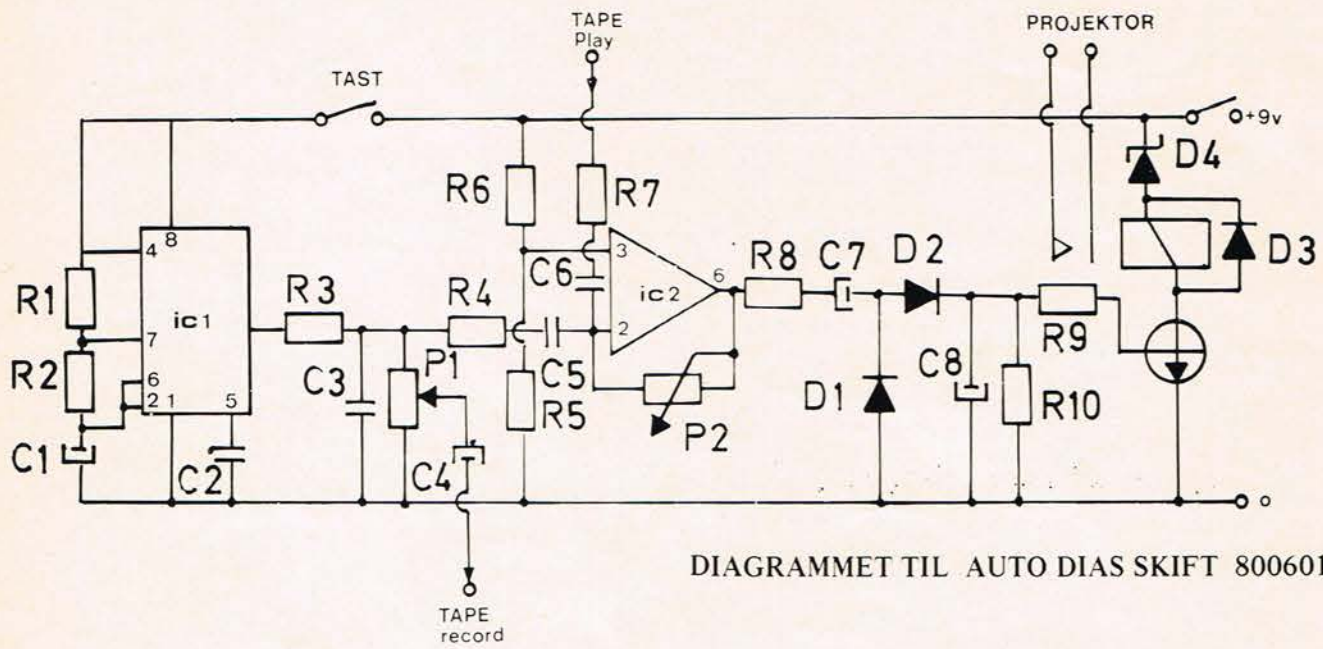 TAPE
Play
PROJEKTOR
TAST
+9v
D4
R6
R7
4
8
D3
R1
ic1
R3
R4
C6
3
ic2
6
R8
C7
D2
7
2
R9
R2
6
2
1
5
C3
P1
C5
R5
P2
D1
C8
R10
C1
C2
C4
o
DIAGRAMMET TIL AUTO DIAS SKIFT 800601
TAPE
record